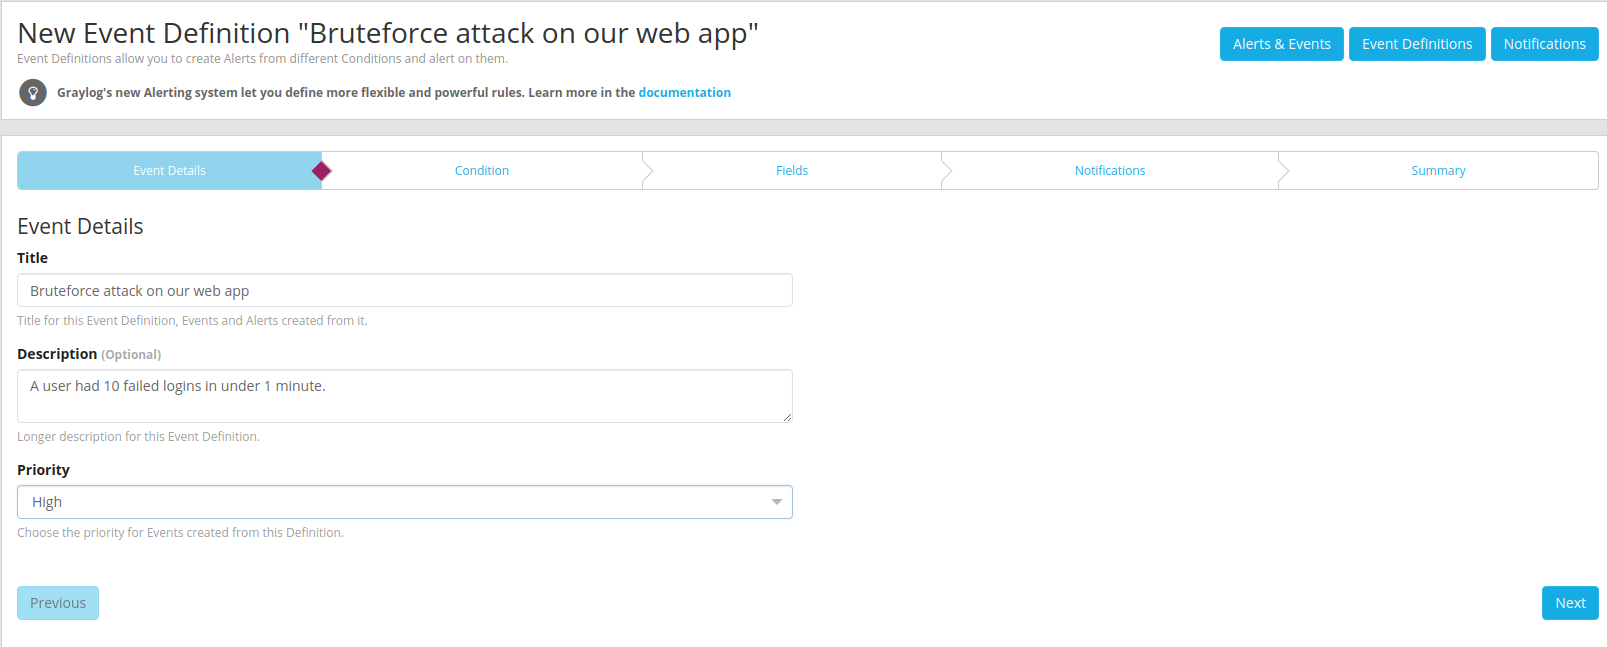 New Event Definition "Bruteforce attack on our web app"
Event Definitions allow you to create Alerts from different Conditions and alert on them.
Alerts & Events
Event Definitions
Notifications
Graylog's new Alerting system let you define more flexible and powerful rules. Learn more in the documentation
Event Details
Condition
Fields
Notifications
Summary
Event Details
Title
Bruteforce attack on our web app
Title for this Event Definition, Events and Alerts created from it.
Description (Optional)
A user had 10 failed logins in under 1 minute.
Longer description for this Event Definition.
Priority
High
Choose the priority for Events created from this Definition.
Previous
Next